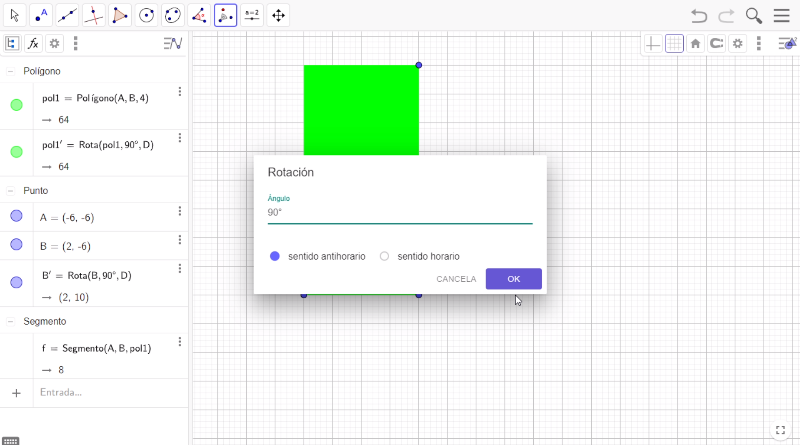 A
a=2
fx
Polígono
pol1 = Polígono(A, B, 4)
→ 64
pol1′ = Rota(pol1, 90°, D)
→ 64
Punto
A = (-6, -6)
B = (2, -6)
B′ = Rota(B, 90°, D)
→ (2, 10)
Segmento
f = Segmento(A, B, pol1)
→ 8
Entrada...
Rotación
Ángulo
90°
sentido antihorario
sentido horario
CANCELA
OK